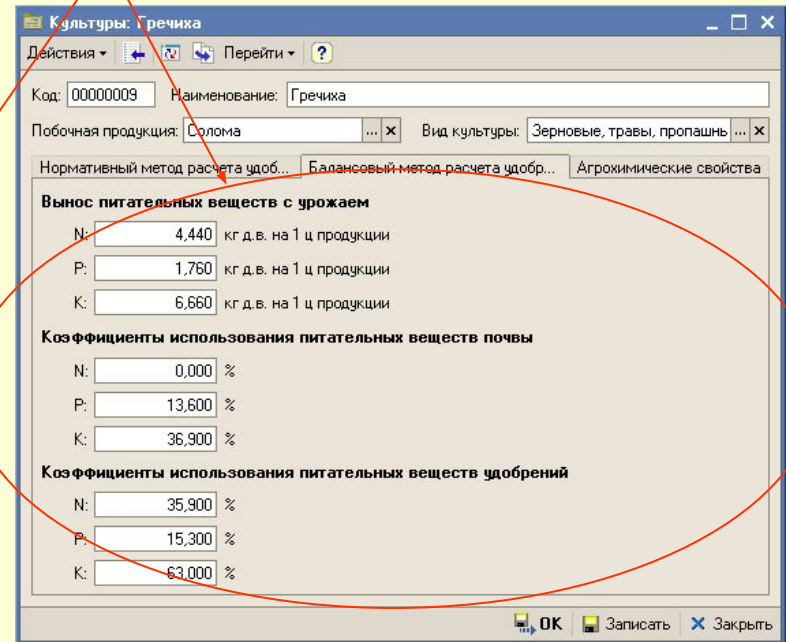 Культуры: Гречиха
Действия Перейти ?
Код: 00000009 Наименование: Гречиха
Побочная продукция: Солома ... x Вид культуры: Зерновые, травы, пропашнь ... x
Нормативный метод расчета удоб... Балансовый метод расчета удобр... Агрохимические свойства
Вынос питательных веществ с урожаем
N: 4,440 кг д.в. на 1 ц продукции
P: 1,760 кг д.в. на 1 ц продукции
K: 6,660 кг д.в. на 1 ц продукции
Коэффициенты использования питательных веществ почвы
N: 0,000 %
P: 13,600 %
K: 36,900 %
Коэффициенты использования питательных веществ удобрений
N: 35,900 %
P: 15,300 %
K: 63,000 %
OK Записать Закрыть